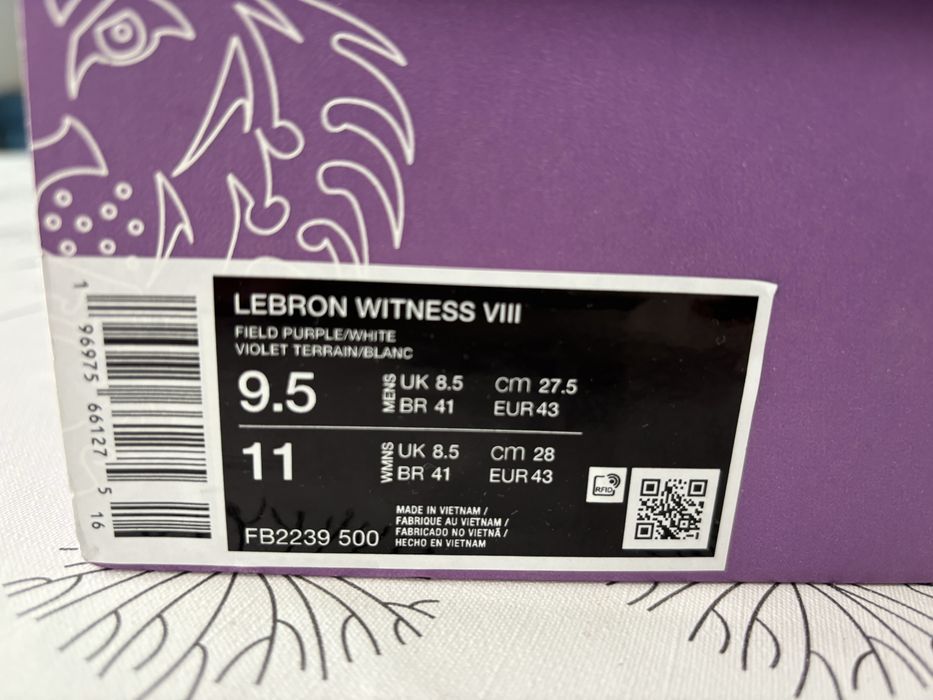 LEBRON WITNESS VIII
FIELD PURPLE/WHITE
VIOLET TERRAIN/BLANC
9.5 MENS UK 8.5 cm 27.5
BR 41 EUR 43
11 WMNS UK 8.5 cm 28
BR 41 EUR 43
RFID
FB2239 500
MADE IN VIETNAM /
FABRIQUE AU VIETNAM /
FABRICADO NO VIETNÃ /
HECHO EN VIETNAM
1 96975 66127 5 16